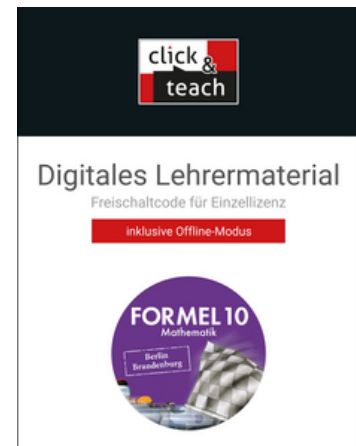 click &
teach
Digitales Lehrermaterial
Freischaltcode für Einzellizenz
inklusive Offline-Modus
FORMEL 10
Mathematik
Berlin
Brandenburg